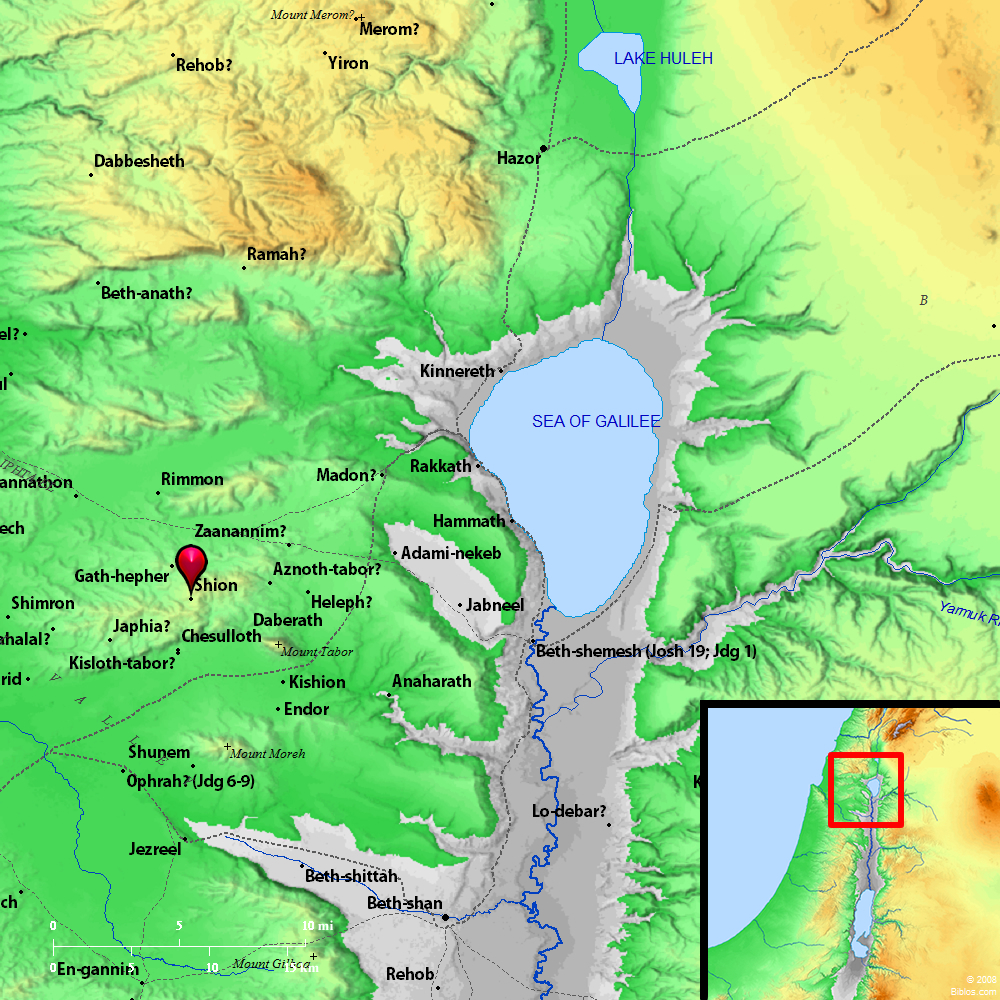 Mount Merom?
Merom?
Rehob?
Yiron
LAKE HULEH
Dabbesheth
Hazor
Ramah?
Beth-anath?
B
el?
Kinnereth
SEA OF GALILEE
Rakkath
Madon?
Rimmon
annathon
ech
Hammath
Zaanannim?
Adami-nekeb
Aznoth-tabor?
Gath-hepher
Shion
Heleph?
Jabneel
Shimron
Daberath
Japhia?
Chesulloth
ahalal?
Mount Tabor
Beth-shemesh (Josh 19; Jdg 1)
Yarmuk R
Kisloth-tabor?
rid
Kishion
Anaharath
Endor
Shunem
Mount Moreh
Ophrah? (Jdg 6-9)
K
Lo-debar?
Jezreel
Beth-shittah
ch
Beth-shan
0 5 10 mi
0 10
km
En-gannim
Mount Gilboa
Rehob
© 2008
Biblos.com